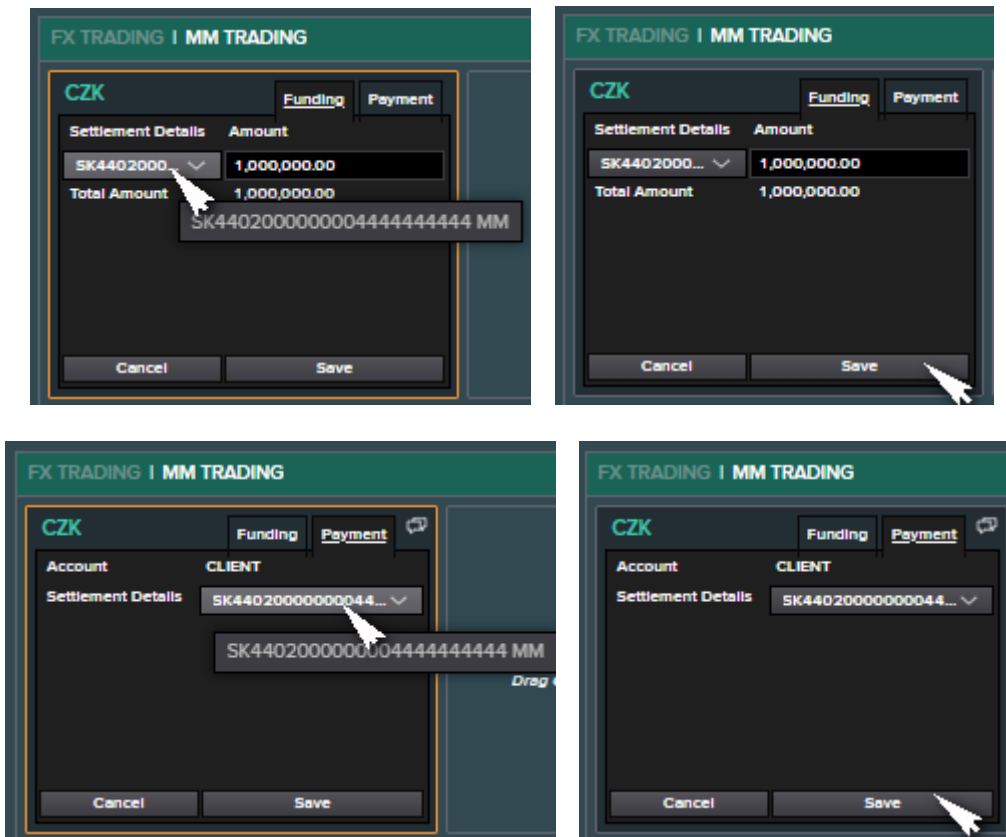 FX TRADING | MM TRADING
CZK
Funding Payment
Settlement Details Amount
SK4402000... 1,000,000.00
Total Amount 1,000,000.00
SK4402000000004444444444 MM
Cancel Save
FX TRADING | MM TRADING
CZK
Funding Payment
Settlement Details Amount
SK4402000... 1,000,000.00
Total Amount 1,000,000.00
Cancel Save
FX TRADING | MM TRADING
CZK
Funding Payment
Account CLIENT
Settlement Details SK44020000000044...
SK4402000000004444444444 MM
Drag
Cancel Save
FX TRADING | MM TRADING
CZK
Funding Payment
Account CLIENT
Settlement Details SK44020000000044...
Cancel Save